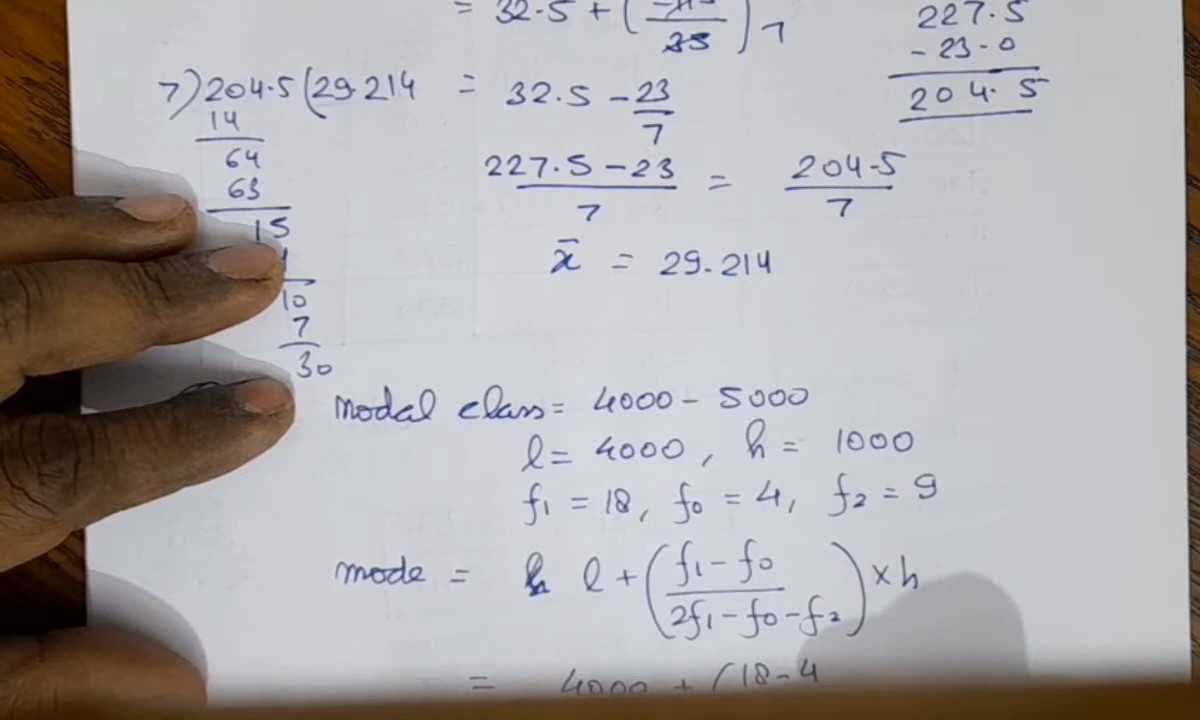 = 32.5 + ( / 35 ) 7
227.5
- 23.0
204.5
7)204.5(29.214
14
64
63
15
10
7
30
= 32.5 - 23/7
227.5 - 23 / 7 = 204.5 / 7
x̄ = 29.214
Modal class = 4000 - 5000
l = 4000, h = 1000
f₁ = 18, f₀ = 4, f₂ = 9
mode = l + (f₁ - f₀ / 2f₁ - f₀ - f₂) × h
= 4000 + (18 - 4